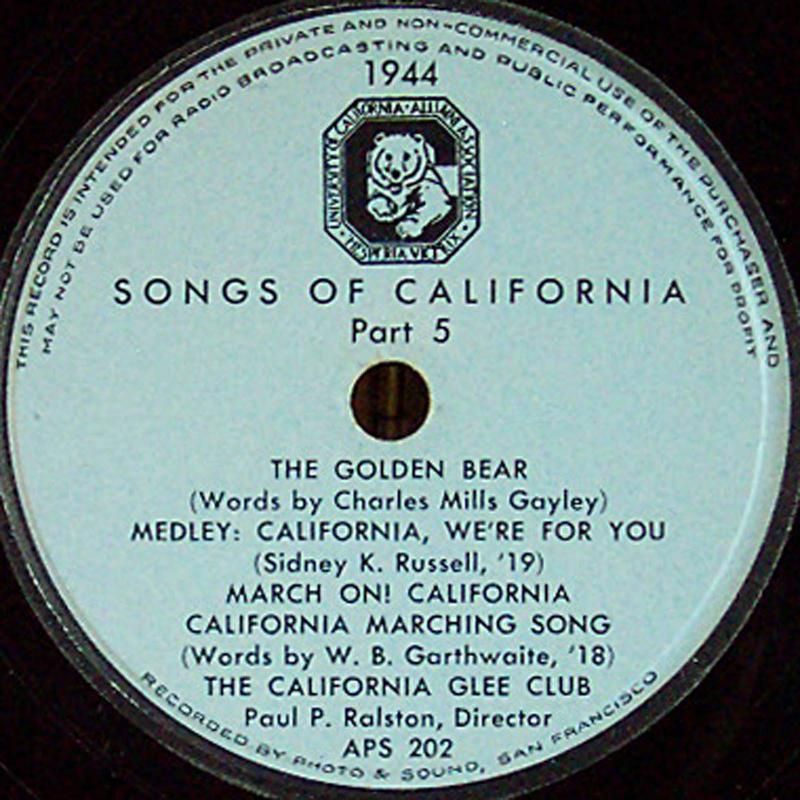 THIS RECORD IS INTENDED FOR THE PRIVATE AND NON-COMMERCIAL USE OF THE PURCHASER AND
MAY NOT BE USED FOR RADIO BROADCASTING AND PUBLIC PERFORMANCE FOR PROFIT
1944
UNIVERSITY OF CALIFORNIA · ALUMNI ASSOCIATION ·
HESPERIA VICTRIX ·
SONGS OF CALIFORNIA
Part 5
THE GOLDEN BEAR
(Words by Charles Mills Gayley)
MEDLEY: CALIFORNIA, WE'RE FOR YOU
(Sidney K. Russell, '19)
MARCH ON! CALIFORNIA
CALIFORNIA MARCHING SONG
(Words by W. B. Garthwaite, '18)
THE CALIFORNIA GLEE CLUB
Paul P. Ralston, Director
APS 202
RECORDED BY PHOTO & SOUND, SAN FRANCISCO